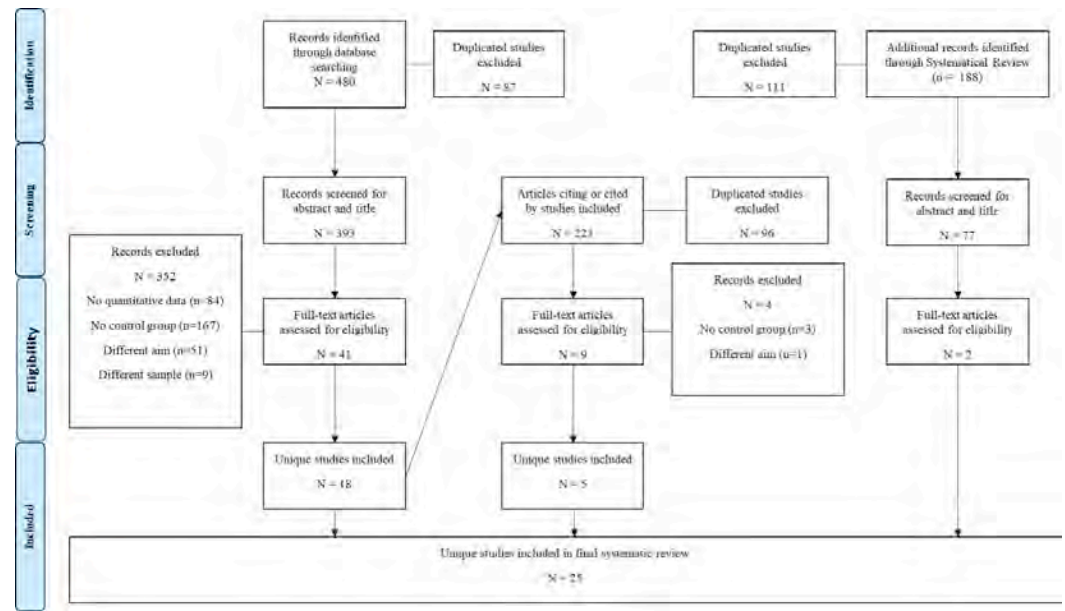 Identification
Records identified
through database
searching
N = 480
Duplicated studies
excluded
N = 87
Duplicated studies
excluded
N = 111
Additional records identified
through Systematical Review
(n = 188)
Screening
Records screened for
abstract and title
N = 393
Articles citing or cited
by studies included
N = 221
Duplicated studies
excluded
N = 96
Records screened for
abstract and title
N = 77
Eligibility
Records excluded
N = 352
No quantitative data (n=84)
No control group (n=167)
Different aim (n=51)
Different sample (n=9)
Full-text articles
assessed for eligibility
N = 41
Full-text articles
assessed for eligibility
N = 9
Records excluded
N = 4
No control group (n=3)
Different aim (n=1)
Full-text articles
assessed for eligibility
N = 2
Included
Unique studies included
N = 18
Unique studies included
N = 5
Unique studies included in final systematic review
N = 25